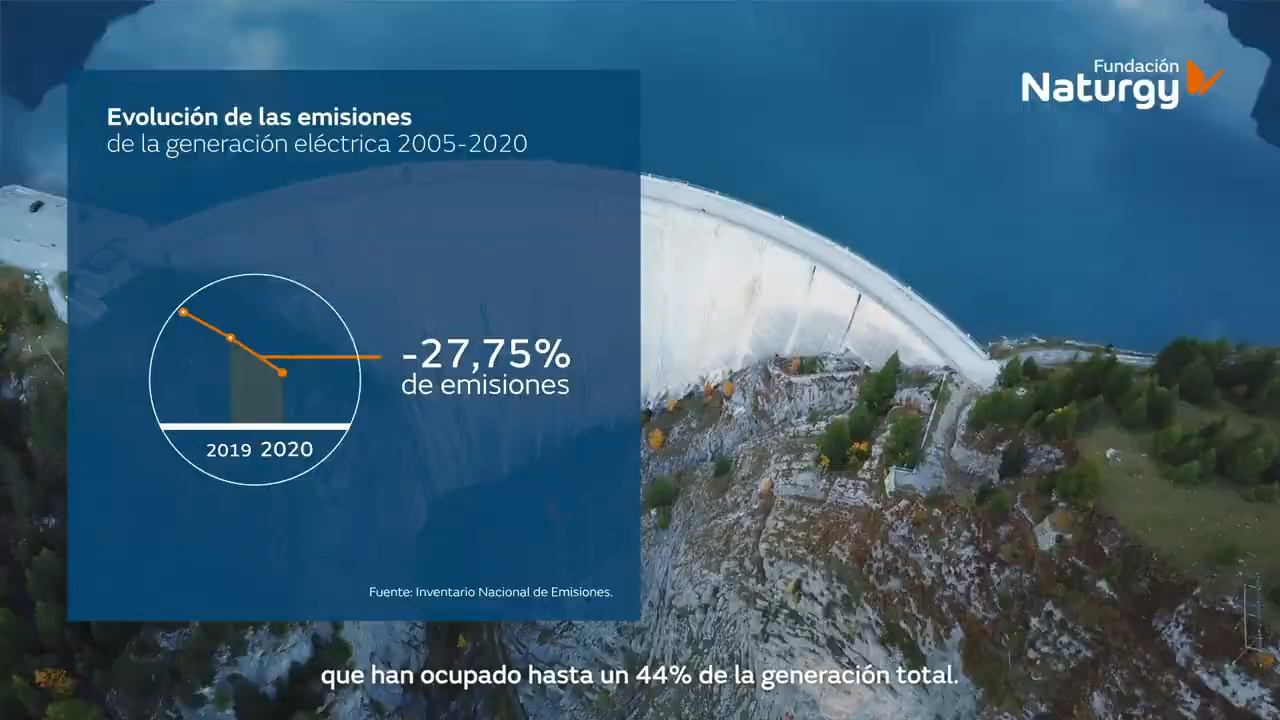 Fundación
Naturgy
Evolución de las emisiones
de la generación eléctrica 2005-2020
-27,75%
de emisiones
2019 2020
Fuente: Inventario Nacional de Emisiones.
que han ocupado hasta un 44% de la generación total.